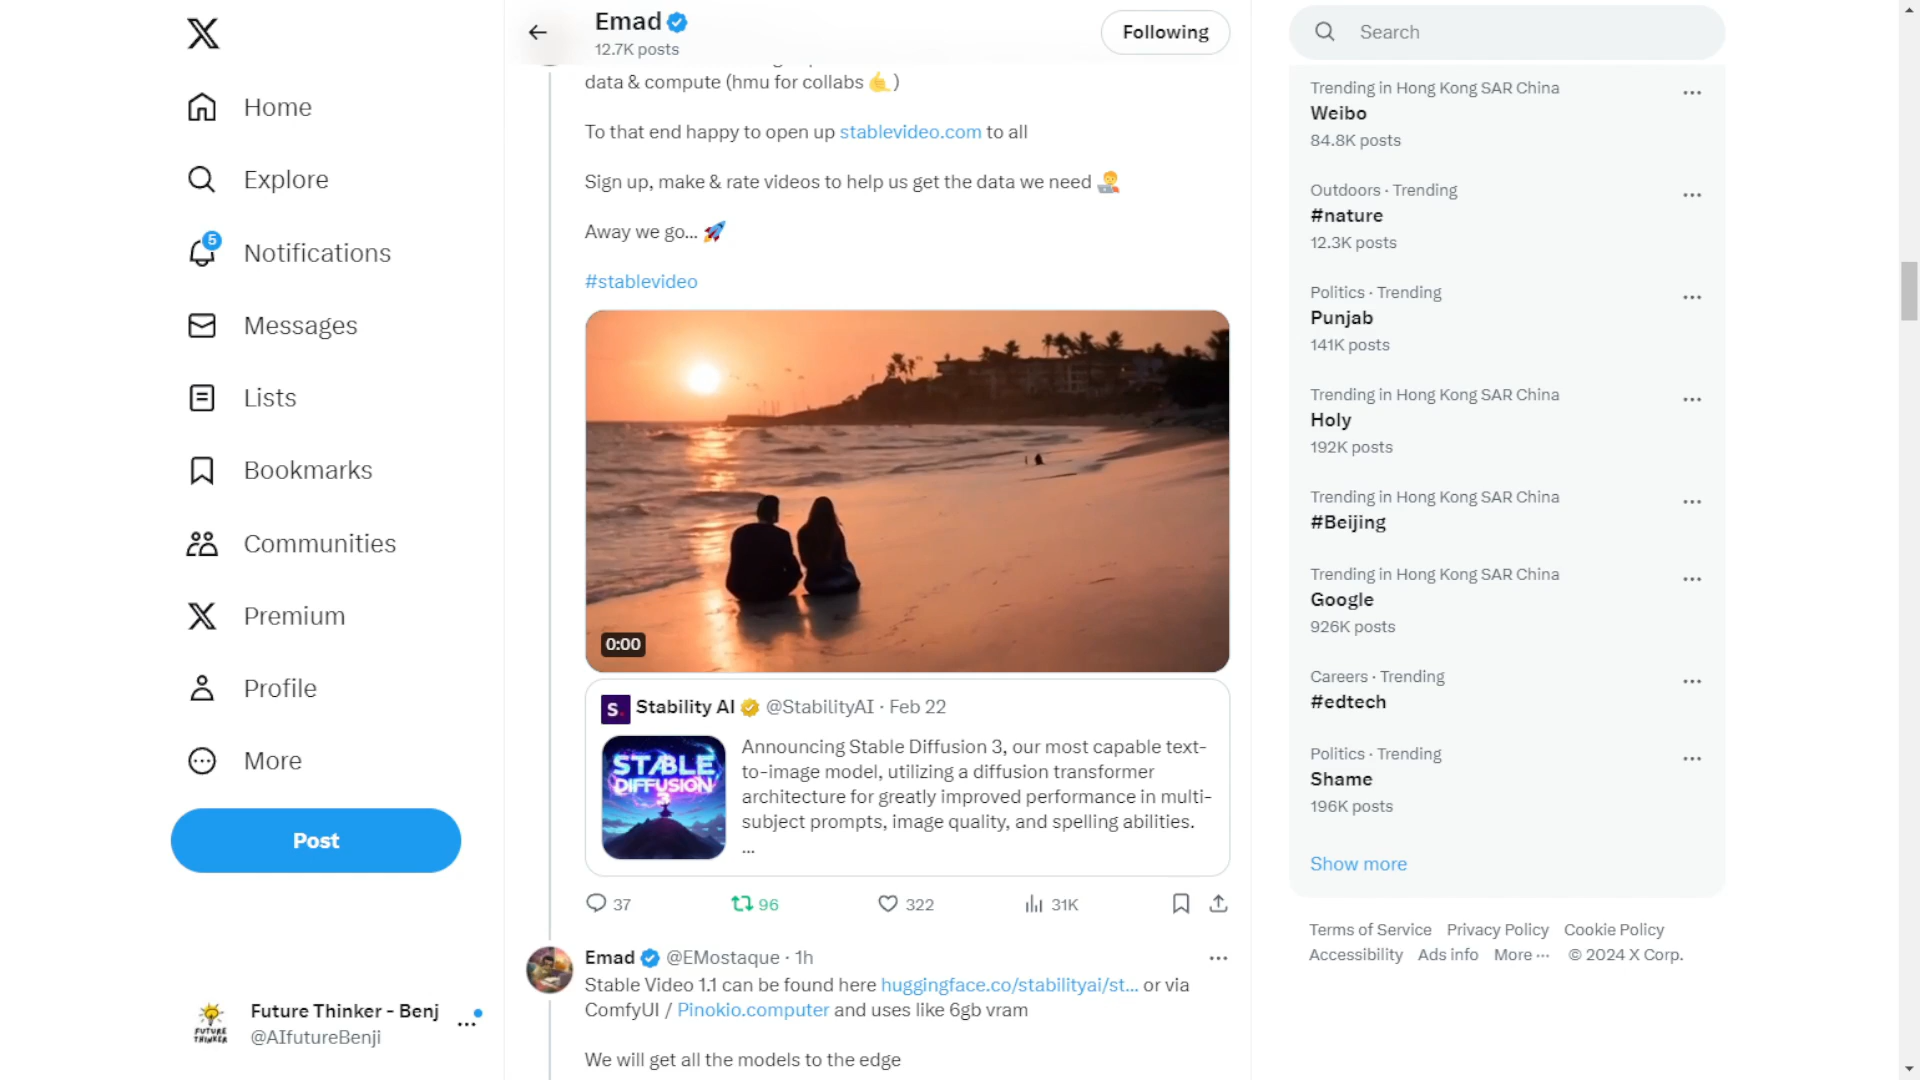 Home
Explore
5
Notifications
Messages
Lists
Bookmarks
Communities
Premium
Profile
More
Post
FUTURE
THINKER
Future Thinker - Benj
@AIfutureBenji
Emad
12.7K posts
Following
data & compute (hmu for collabs 🤙)
To that end happy to open up stablevideo.com to all
Sign up, make & rate videos to help us get the data we need 🧑‍💻
Away we go... 🚀
#stablevideo
0:00
S.
Stability AI @StabilityAI · Feb 22
STABLE
DIFFUSION
3
Announcing Stable Diffusion 3, our most capable text-
to-image model, utilizing a diffusion transformer
architecture for greatly improved performance in multi-
subject prompts, image quality, and spelling abilities.
...
37
96
322
31K
Emad @EMostaque · 1h
Stable Video 1.1 can be found here huggingface.co/stabilityai/st... or via
ComfyUI / Pinokio.computer and uses like 6gb vram
We will get all the models to the edge
Search
Trending in Hong Kong SAR China
Weibo
84.8K posts
Outdoors · Trending
#nature
12.3K posts
Politics · Trending
Punjab
141K posts
Trending in Hong Kong SAR China
Holy
192K posts
Trending in Hong Kong SAR China
#Beijing
Trending in Hong Kong SAR China
Google
926K posts
Careers · Trending
#edtech
Politics · Trending
Shame
196K posts
Show more
Terms of Service Privacy Policy Cookie Policy
Accessibility Ads info More ··· © 2024 X Corp.